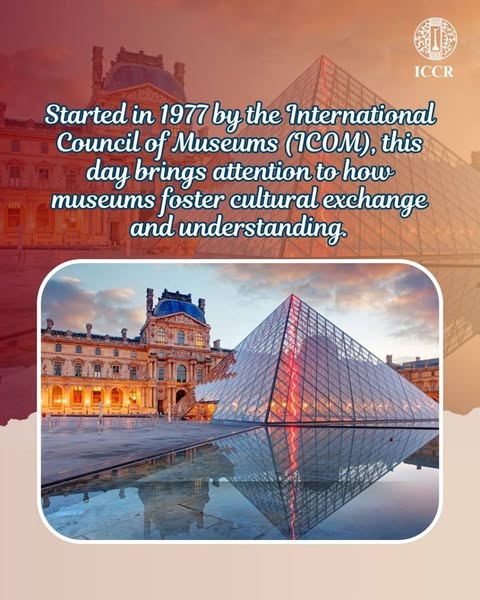 ICCR
Started in 1977 by the International
Council of Museums (ICOM), this
day brings attention to how
museums foster cultural exchange
and understanding.